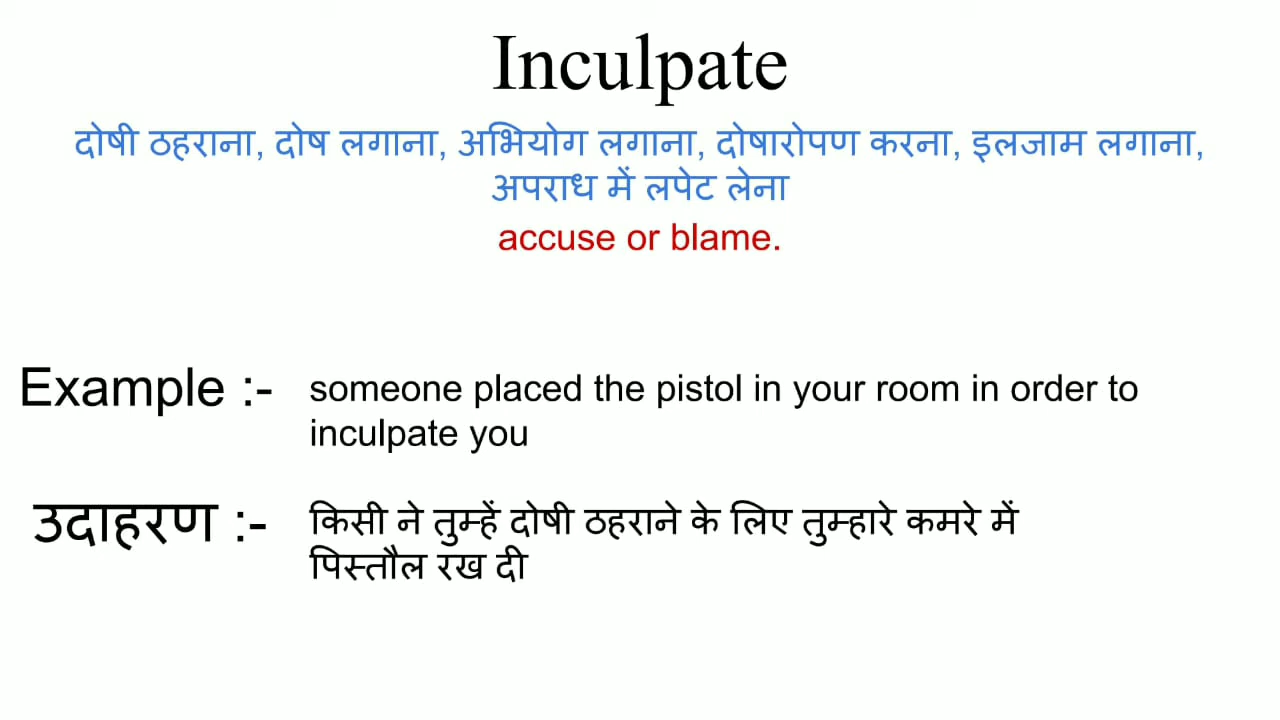 Inculpate
दोषी ठहराना, दोष लगाना, अभियोग लगाना, दोषारोपण करना, इलजाम लगाना,
अपराध में लपेट लेना
accuse or blame.
Example :- someone placed the pistol in your room in order to
inculpate you
उदाहरण :- किसी ने तुम्हें दोषी ठहराने के लिए तुम्हारे कमरे में
पिस्तौल रख दी